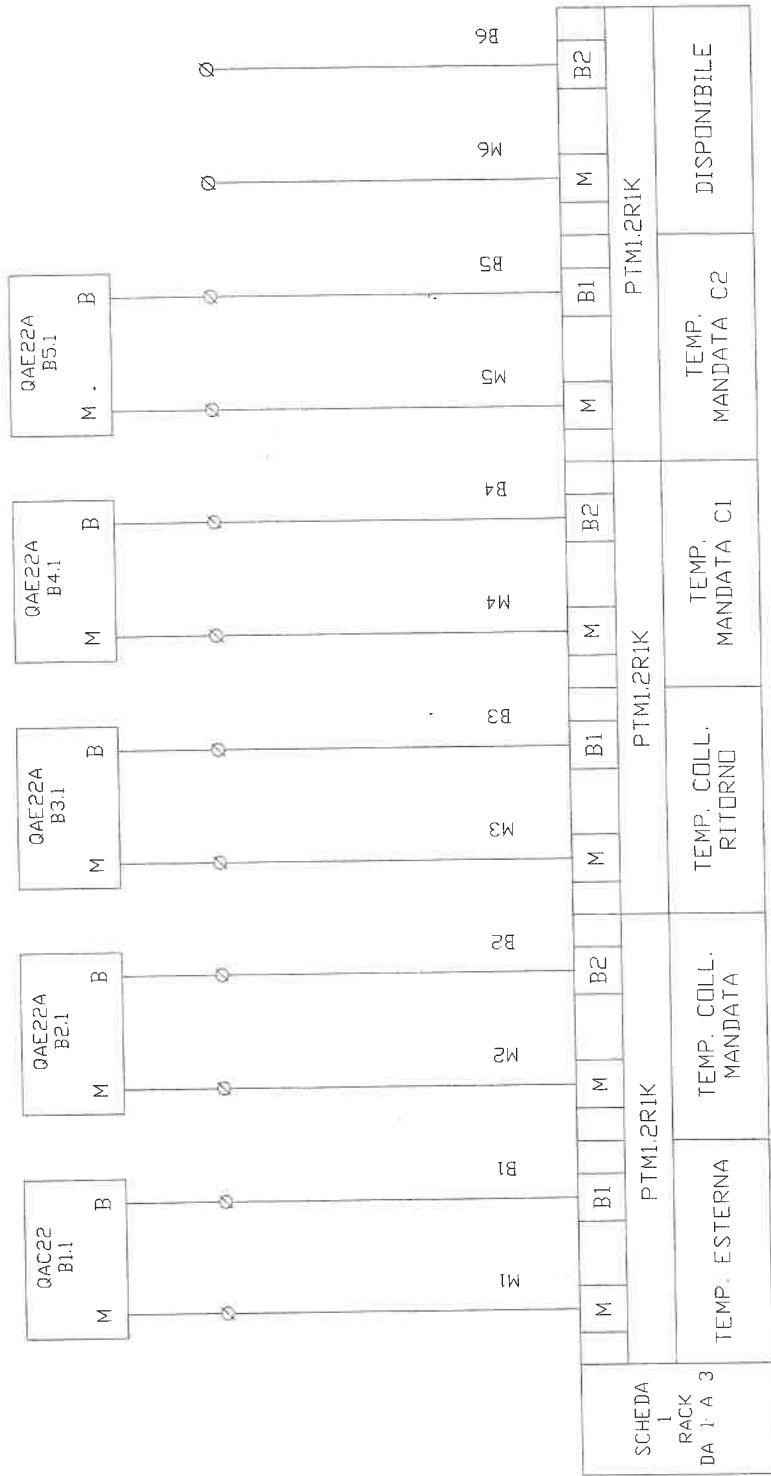 QAC22
B1.1
M B
QAE22A
B2.1
M B
QAE22A
B3.1
M B
QAE22A
B4.1
M B
QAE22A
B5.1
M B
M1 B1 M2 B2 M3 B3 M4 B4 M5 B5 M6 B6
M B1 M B2 M B1 M B2 M B1 M B2
PTM1.2R1K PTM1.2R1K PTM1.2R1K
SCHEDA
1
RACK
DA 1 A 3
TEMP. ESTERNA
TEMP. COLL.
MANDATA
TEMP. COLL.
RITORNO
TEMP.
MANDATA C1
TEMP.
MANDATA C2
DISPONIBILE